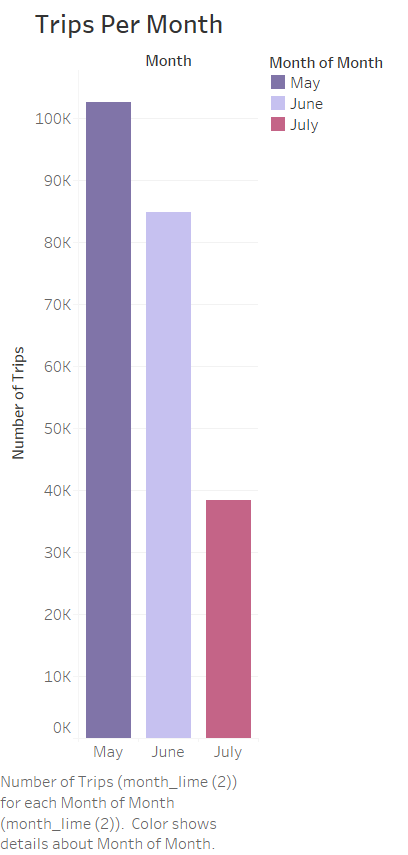 Trips Per Month
Month
Month of Month
May
June
July
100K
90K
80K
70K
60K
50K
40K
30K
20K
10K
0K
Number of Trips
May June July
Number of Trips (month_lime (2))
for each Month of Month
(month_lime (2)). Color shows
details about Month of Month.